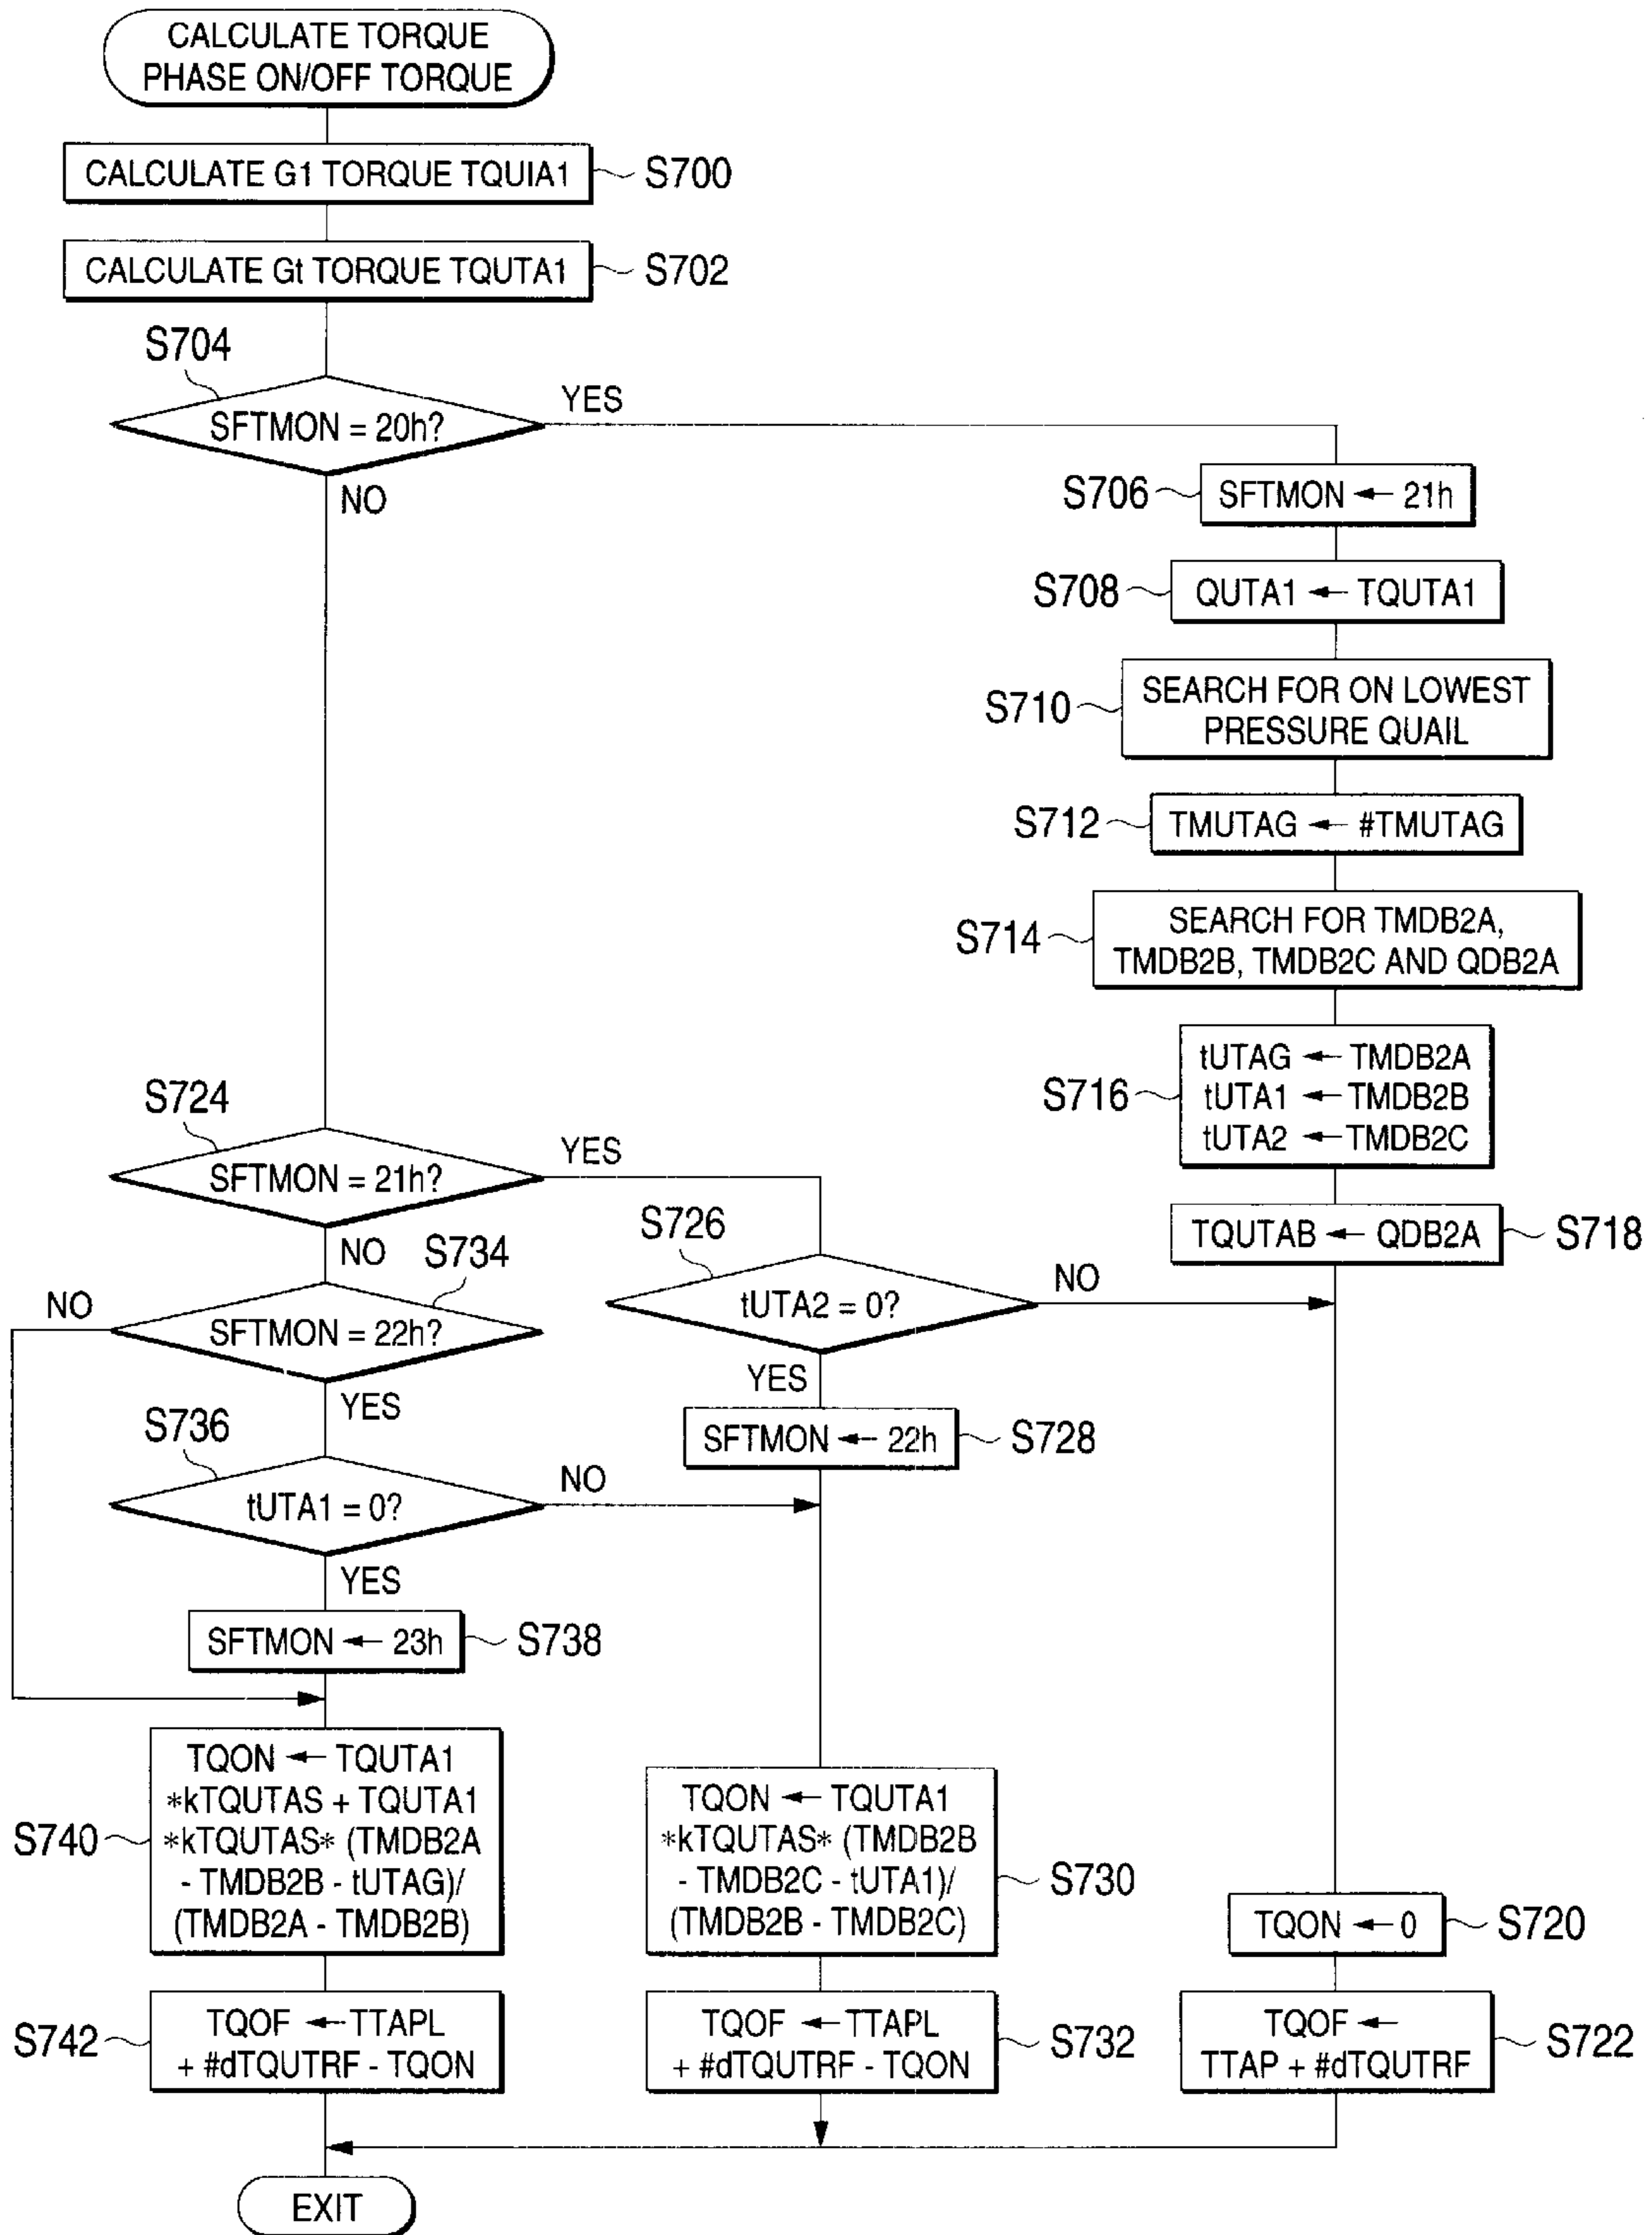 CALCULATE TORQUE
PHASE ON/OFF TORQUE
CALCULATE G1 TORQUE TQUIA1
S700
CALCULATE Gt TORQUE TQUTA1
S702
S704
SFTMON = 20h?
YES
NO
S706
SFTMON ← 21h
S708
QUTA1 ← TQUTA1
S710
SEARCH FOR ON LOWEST
PRESSURE QUAIL
S712
TMUTAG ← #TMUTAG
S714
SEARCH FOR TMDB2A,
TMDB2B, TMDB2C AND QDB2A
S716
tUTAG ← TMDB2A
tUTA1 ← TMDB2B
tUTA2 ← TMDB2C
TQUTAB ← QDB2A
S718
S724
SFTMON = 21h?
YES
NO
S726
tUTA2 = 0?
NO
YES
SFTMON ← 22h
S728
S734
SFTMON = 22h?
NO
YES
S736
tUTA1 = 0?
NO
YES
SFTMON ← 23h
S738
S740
TQON ← TQUTA1
*kTQUTAS + TQUTA1
*kTQUTAS* (TMDB2A
- TMDB2B - tUTAG)/
(TMDB2A - TMDB2B)
TQON ← TQUTA1
*kTQUTAS* (TMDB2B
- TMDB2C - tUTA1)/
(TMDB2B - TMDB2C)
S730
TQON ← 0
S720
S742
TQOF ← TTAPL
+ #dTQUTRF - TQON
TQOF ← TTAPL
+ #dTQUTRF - TQON
S732
TQOF ←
TTAP + #dTQUTRF
S722
EXIT